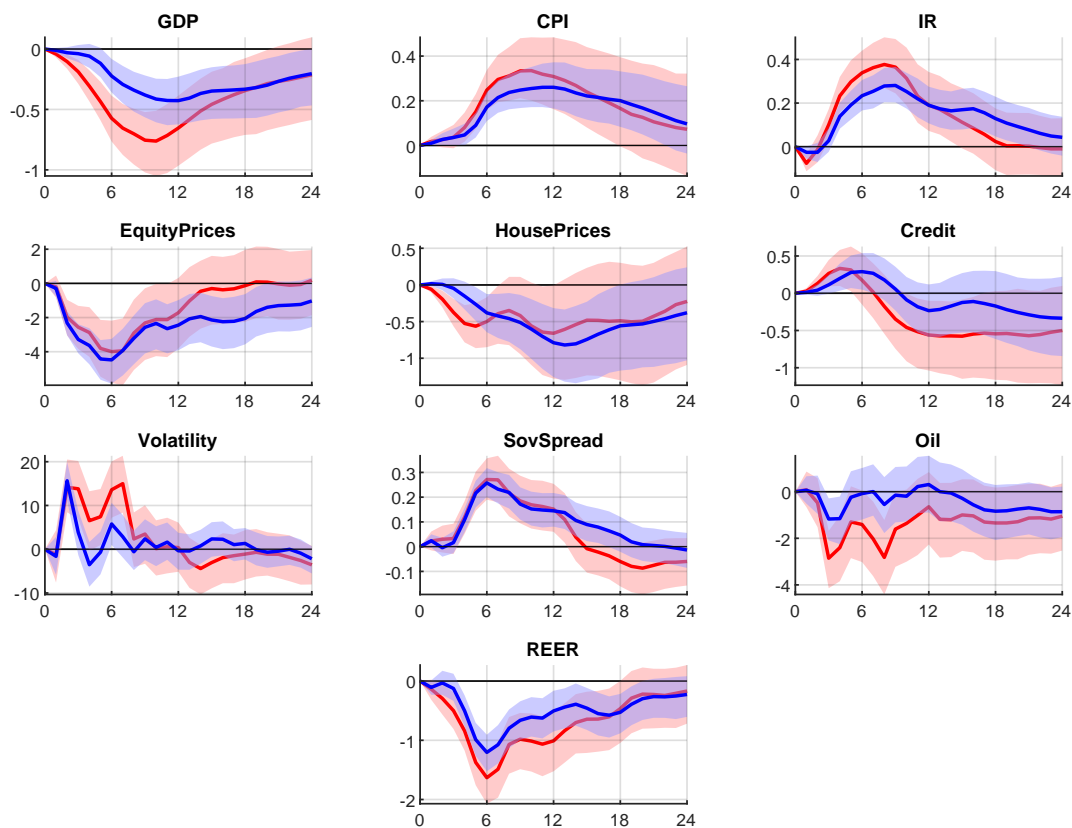 GDP
CPI
IR
0
-0.5
-1
0 6 12 18 24
0.4
0.2
0
0 6 12 18 24
0.4
0.2
0
0 6 12 18 24
EquityPrices
HousePrices
Credit
2
0
-2
-4
0 6 12 18 24
0.5
0
-0.5
-1
0 6 12 18 24
0.5
0
-0.5
-1
0 6 12 18 24
Volatility
SovSpread
Oil
20
10
0
-10
0 6 12 18 24
0.3
0.2
0.1
0
-0.1
0 6 12 18 24
0
-2
-4
0 6 12 18 24
REER
0
-1
-2
0 6 12 18 24